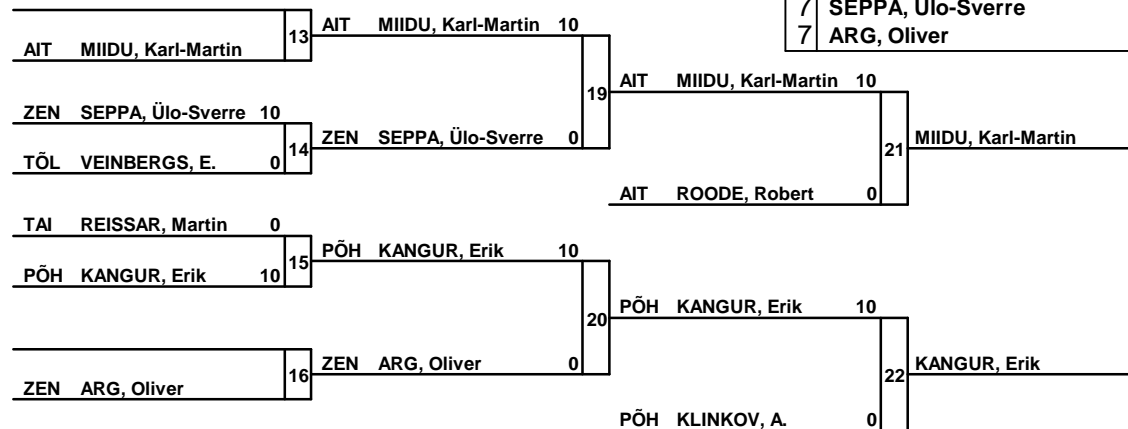 7 SEPPA, Ülo-Sverre
7 ARG, Oliver
13 AIT MIIDU, Karl-Martin 10
AIT MIIDU, Karl-Martin
19 AIT MIIDU, Karl-Martin 10
ZEN SEPPA, Ülo-Sverre 10
14 ZEN SEPPA, Ülo-Sverre 0
21 MIIDU, Karl-Martin
TÕL VEINBERGS, E. 0
AIT ROODE, Robert 0
TAI REISSAR, Martin 0
15 PÕH KANGUR, Erik 10
PÕH KANGUR, Erik 10
20 PÕH KANGUR, Erik 10
16 ZEN ARG, Oliver 0
22 KANGUR, Erik
ZEN ARG, Oliver
PÕH KLINKOV, A. 0